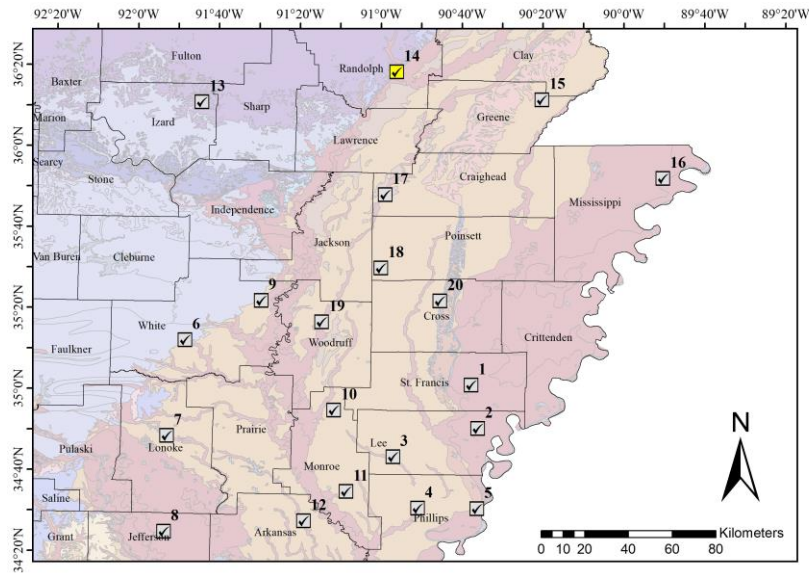 92°20'W 92°0'W 91°40'W 91°20'W 91°0'W 90°40'W 90°20'W 90°0'W 89°40'W 89°20'W
36°20'N
36°0'N
35°40'N
35°20'N
35°0'N
34°40'N
34°20'N
Fulton
Randolph
14
Clay
Baxter
13
15
Sharp
Marion
Izard
Greene
Lawrence
Searcy
Stone
17
Craighead
16
Mississippi
Independence
Jackson
Poinsett
Van Buren
Cleburne
18
9
20
19
Cross
White
6
Woodruff
Crittenden
Faulkner
St. Francis
1
10
2
7
Lonoke
Prairie
Lee
3
Pulaski
Monroe
11
Saline
4
5
12
Phillips
8
Grant
Jefferson
Arkansas
N
Kilometers
0 10 20 40 60 80